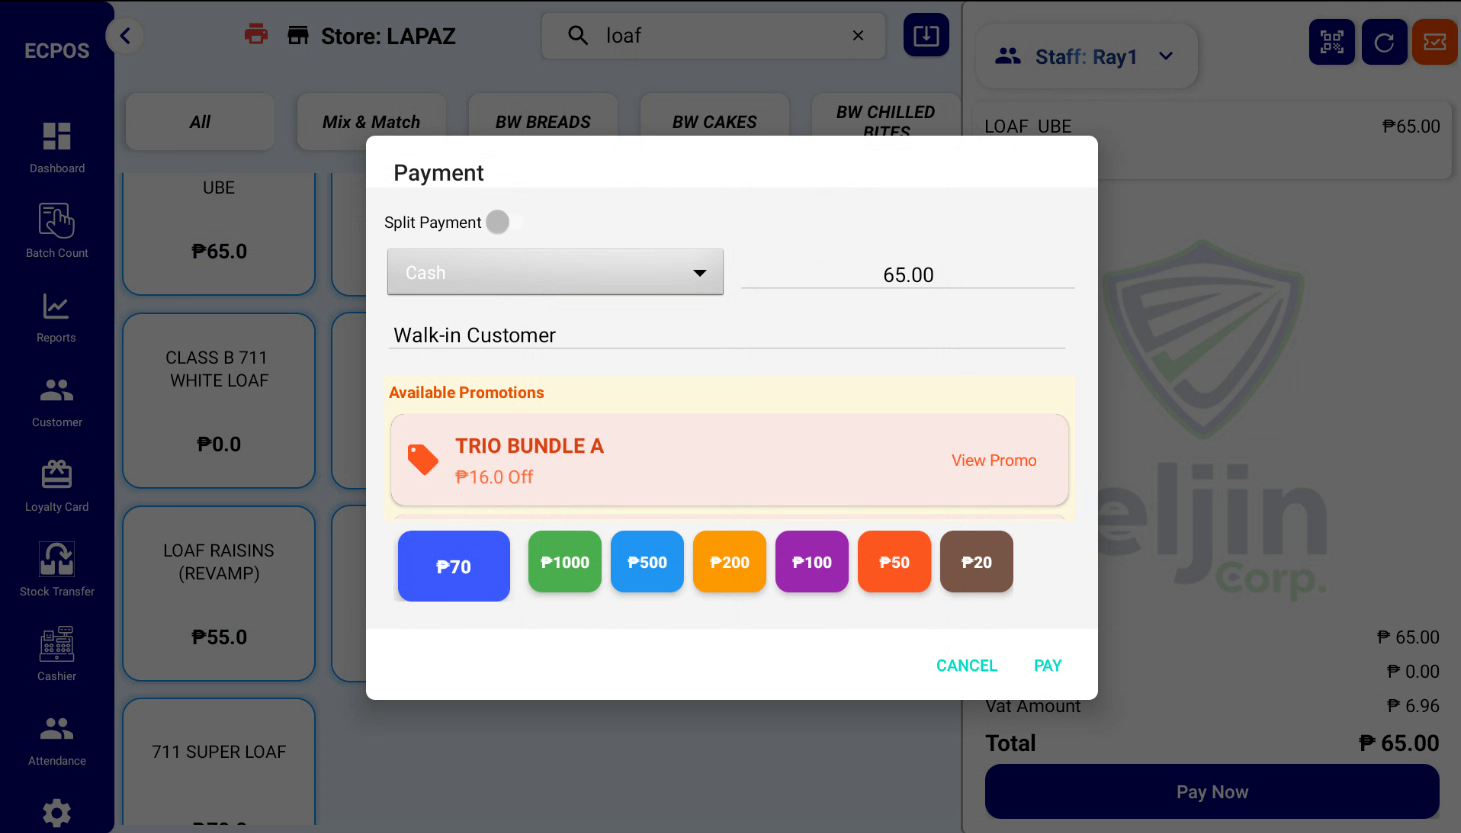 ECPOS
Store: LAPAZ
loaf
Staff: Ray1
Dashboard
Batch Count
Reports
Customer
Loyalty Card
Stock Transfer
Cashier
Attendance
All
Mix & Match
BW BREADS
BW CAKES
BW CHILLED
BITES
UBE
₱65.0
CLASS B 711
WHITE LOAF
₱0.0
LOAF RAISINS
(REVAMP)
₱55.0
711 SUPER LOAF
Payment
Split Payment
Cash
65.00
Walk-in Customer
Available Promotions
TRIO BUNDLE A
₱16.0 Off
View Promo
₱70
₱1000
₱500
₱200
₱100
₱50
₱20
CANCEL
PAY
LOAF UBE
₱65.00
eljin
Corp.
₱ 65.00
₱ 0.00
Vat Amount
₱ 6.96
Total
₱ 65.00
Pay Now